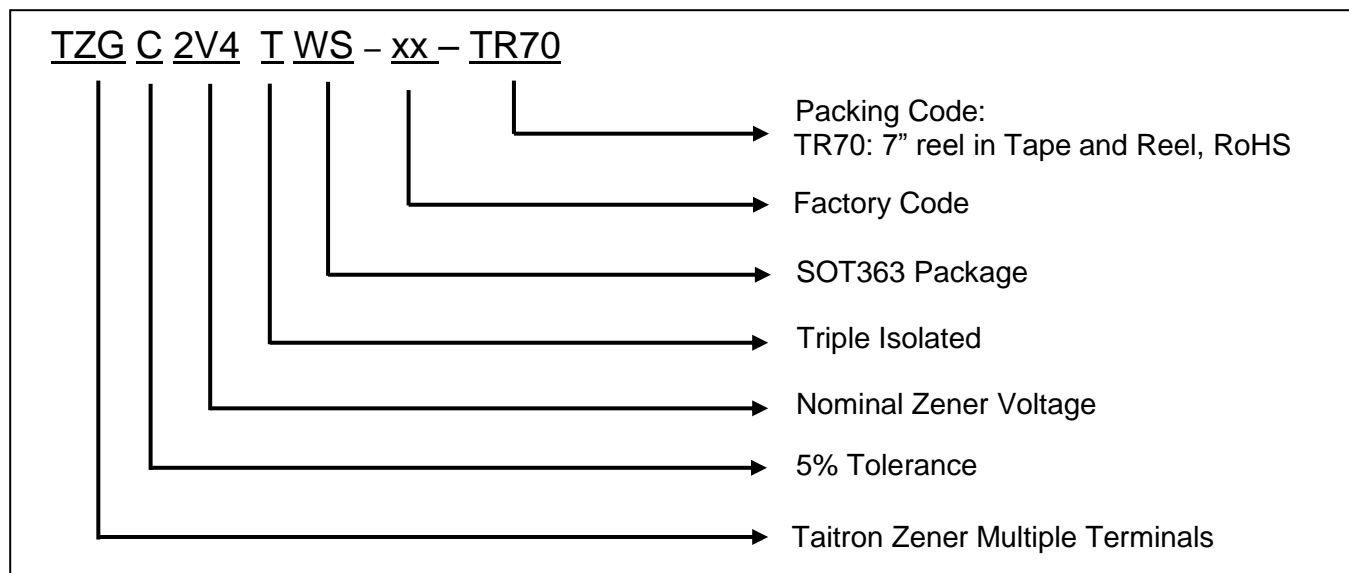 TZG C 2V4 T WS – xx – TR70
Packing Code:
TR70: 7” reel in Tape and Reel, RoHS
Factory Code
SOT363 Package
Triple Isolated
Nominal Zener Voltage
5% Tolerance
Taitron Zener Multiple Terminals